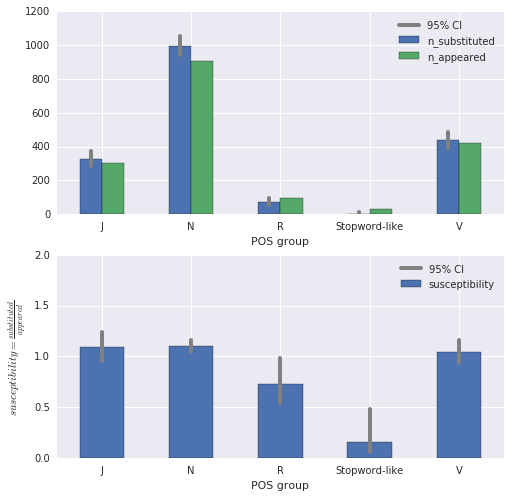 1200
1000
800
600
400
200
0
95% CI
n_substituted
n_appeared
J N R Stopword-like V
POS group
2.0
1.5
1.0
0.5
0.0
susceptibility = substituted/appeared
95% CI
susceptibility
J N R Stopword-like V
POS group